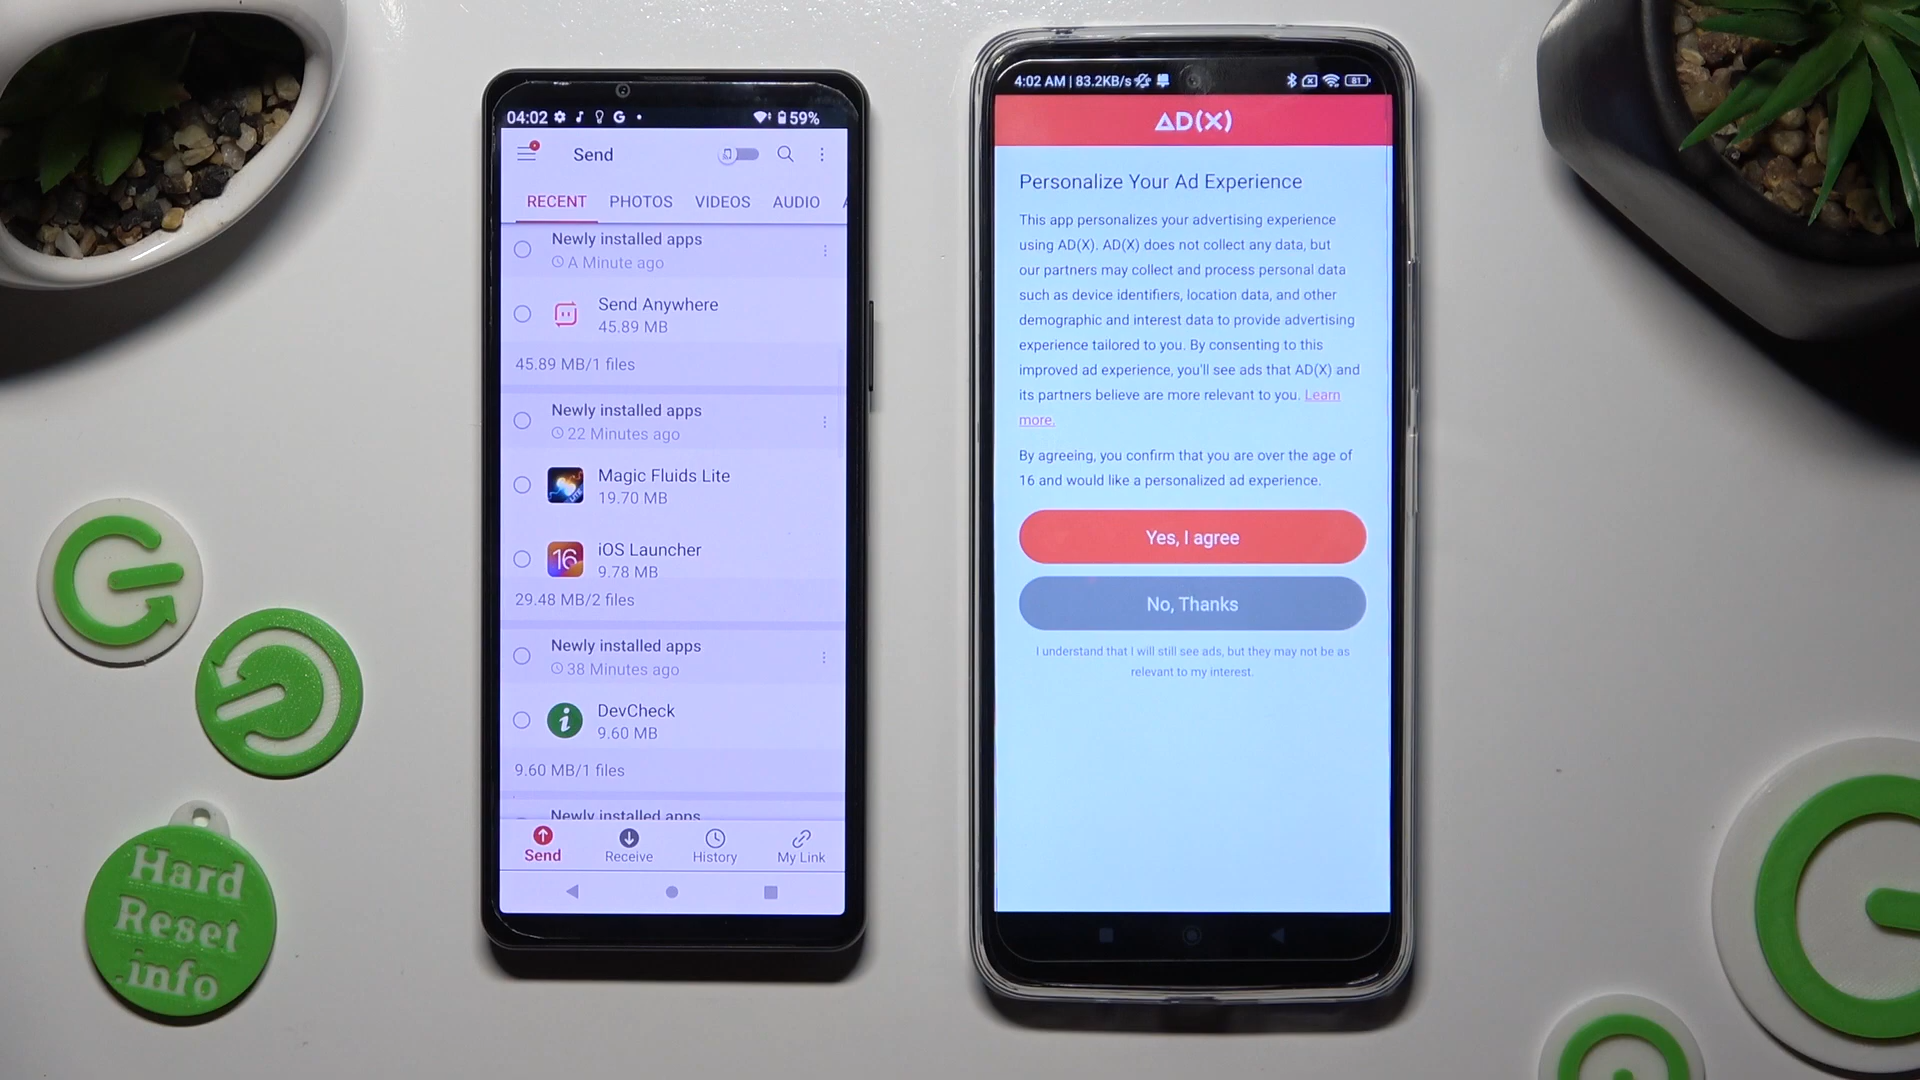 04:02
59%
Send
RECENT PHOTOS VIDEOS AUDIO
Newly installed apps
A Minute ago
Send Anywhere
45.89 MB
45.89 MB/1 files
Newly installed apps
22 Minutes ago
Magic Fluids Lite
19.70 MB
16
iOS Launcher
9.78 MB
29.48 MB/2 files
Newly installed apps
38 Minutes ago
DevCheck
9.60 MB
9.60 MB/1 files
Newly installed apps
Send Receive History My Link
4:02 AM | 83.2KB/s
81
AD(X)
Personalize Your Ad Experience
This app personalizes your advertising experience
using AD(X). AD(X) does not collect any data, but
our partners may collect and process personal data
such as device identifiers, location data, and other
demographic and interest data to provide advertising
experience tailored to you. By consenting to this
improved ad experience, you'll see ads that AD(X) and
its partners believe are more relevant to you. Learn
more.
By agreeing, you confirm that you are over the age of
16 and would like a personalized ad experience.
Yes, I agree
No, Thanks
I understand that I will still see ads, but they may not be as
relevant to my interest.
Hard
Reset
.info